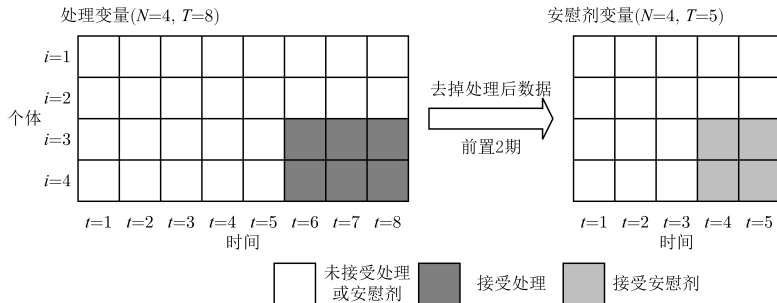 处理变量(N=4, T=8)
安慰剂变量(N=4, T=5)
i=1
i=2
i=3
i=4
个体
去掉处理后数据
前置2期
i=1
t=1 t=2 t=3 t=4 t=5 t=6 t=7 t=8
时间
t=1 t=2 t=3 t=4 t=5
时间
未接受处理
或安慰剂
接受处理
接受安慰剂